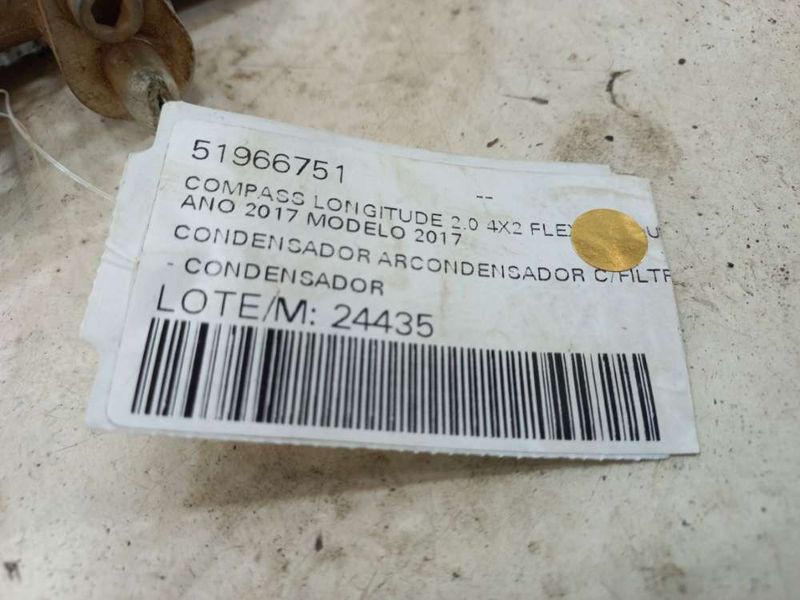 51966751
--
COMPASS LONGITUDE 2.0 4X2 FLEX
ANO 2017 MODELO 2017
CONDENSADOR ARCONDENSADOR C/FILTR
- CONDENSADOR
LOTE/M: 24435